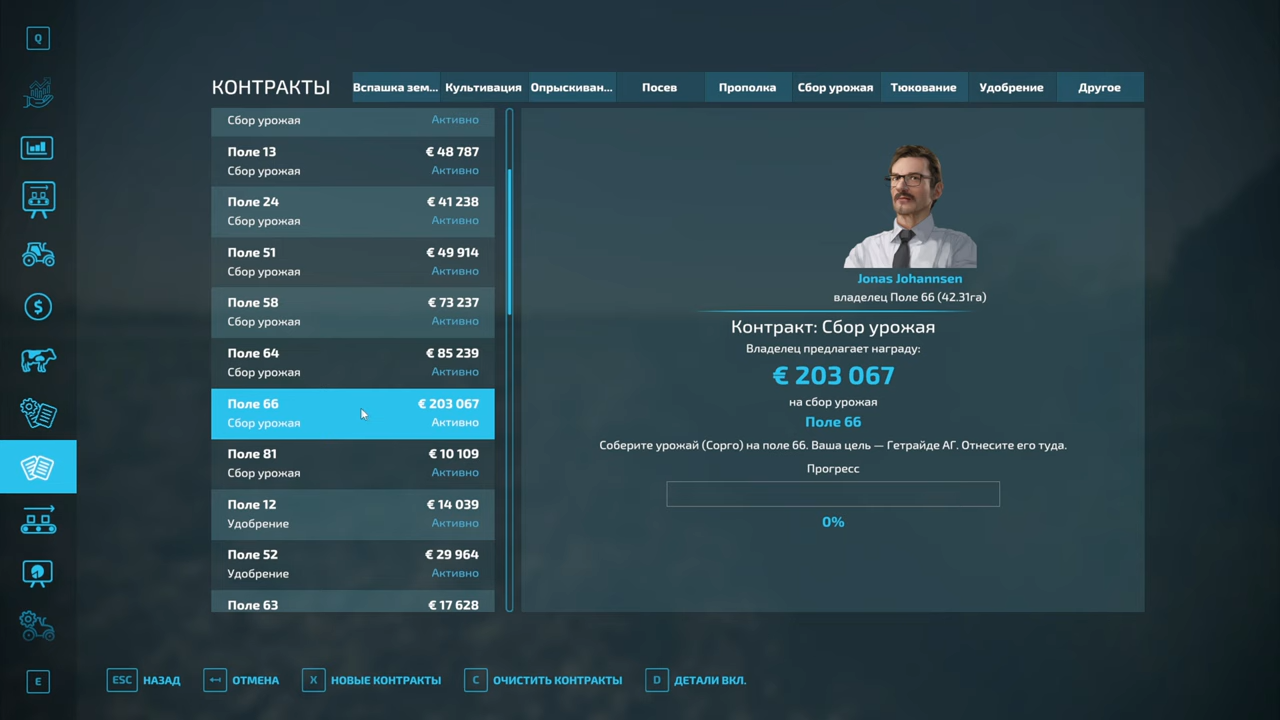 Q
КОНТРАКТЫ
Вспашка зем...
Культивация
Опрыскиван...
Посев
Прополка
Сбор урожая
Тюкование
Удобрение
Другое
Сбор урожая Активно
Поле 13 € 48 787
Сбор урожая Активно
Поле 24 € 41 238
Сбор урожая Активно
Поле 51 € 49 914
Сбор урожая Активно
Поле 58 € 73 237
Сбор урожая Активно
Поле 64 € 85 239
Сбор урожая Активно
Поле 66 € 203 067
Сбор урожая Активно
Поле 81 € 10 109
Сбор урожая Активно
Поле 12 € 14 039
Удобрение Активно
Поле 52 € 29 964
Удобрение Активно
Поле 63 € 17 628
Jonas Johannsen
владелец Поле 66 (42.31га)
Контракт: Сбор урожая
Владелец предлагает награду:
€ 203 067
на сбор урожая
Поле 66
Соберите урожай (Сорго) на поле 66. Ваша цель — Гетрайде АГ. Отнесите его туда.
Прогресс
0%
E
ESC НАЗАД
ОТМЕНА
X НОВЫЕ КОНТРАКТЫ
C ОЧИСТИТЬ КОНТРАКТЫ
D ДЕТАЛИ ВКЛ.